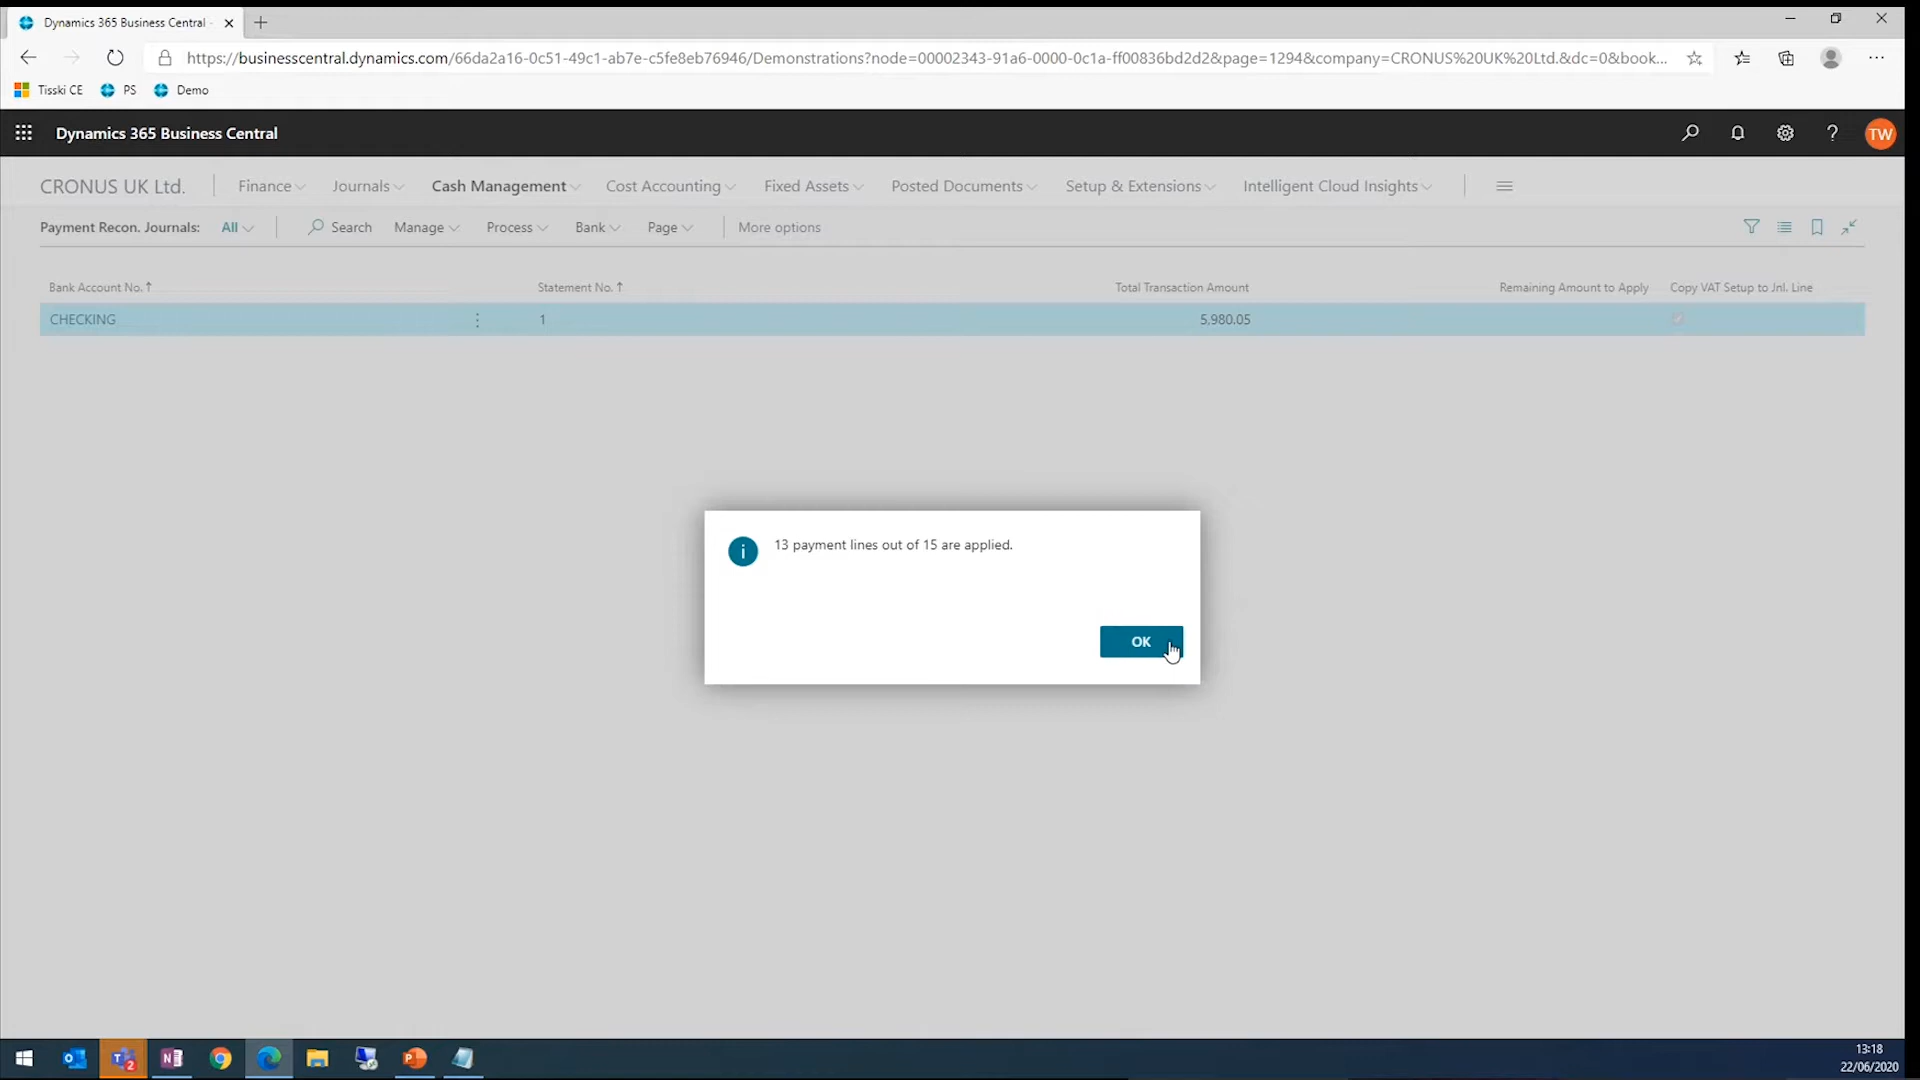 Dynamics 365 Business Central
https://businesscentral.dynamics.com/66da2a16-0c51-49c1-ab7e-c5fe8eb76946/Demonstrations?node=00002343-91a6-0000-0c1a-ff00836bd2d2&page=1294&company=CRONUS%20UK%20Ltd.&dc=0&book...
Tisski CE PS Demo
Dynamics 365 Business Central TW
CRONUS UK Ltd. Finance Journals Cash Management Cost Accounting Fixed Assets Posted Documents Setup & Extensions Intelligent Cloud Insights
Payment Recon. Journals: All Search Manage Process Bank Page More options
Bank Account No. ↑ Statement No. ↑ Total Transaction Amount Remaining Amount to Apply Copy VAT Setup to Jnl. Line
CHECKING 1 5,980.05
13 payment lines out of 15 are applied.
OK
13:18
22/06/2020